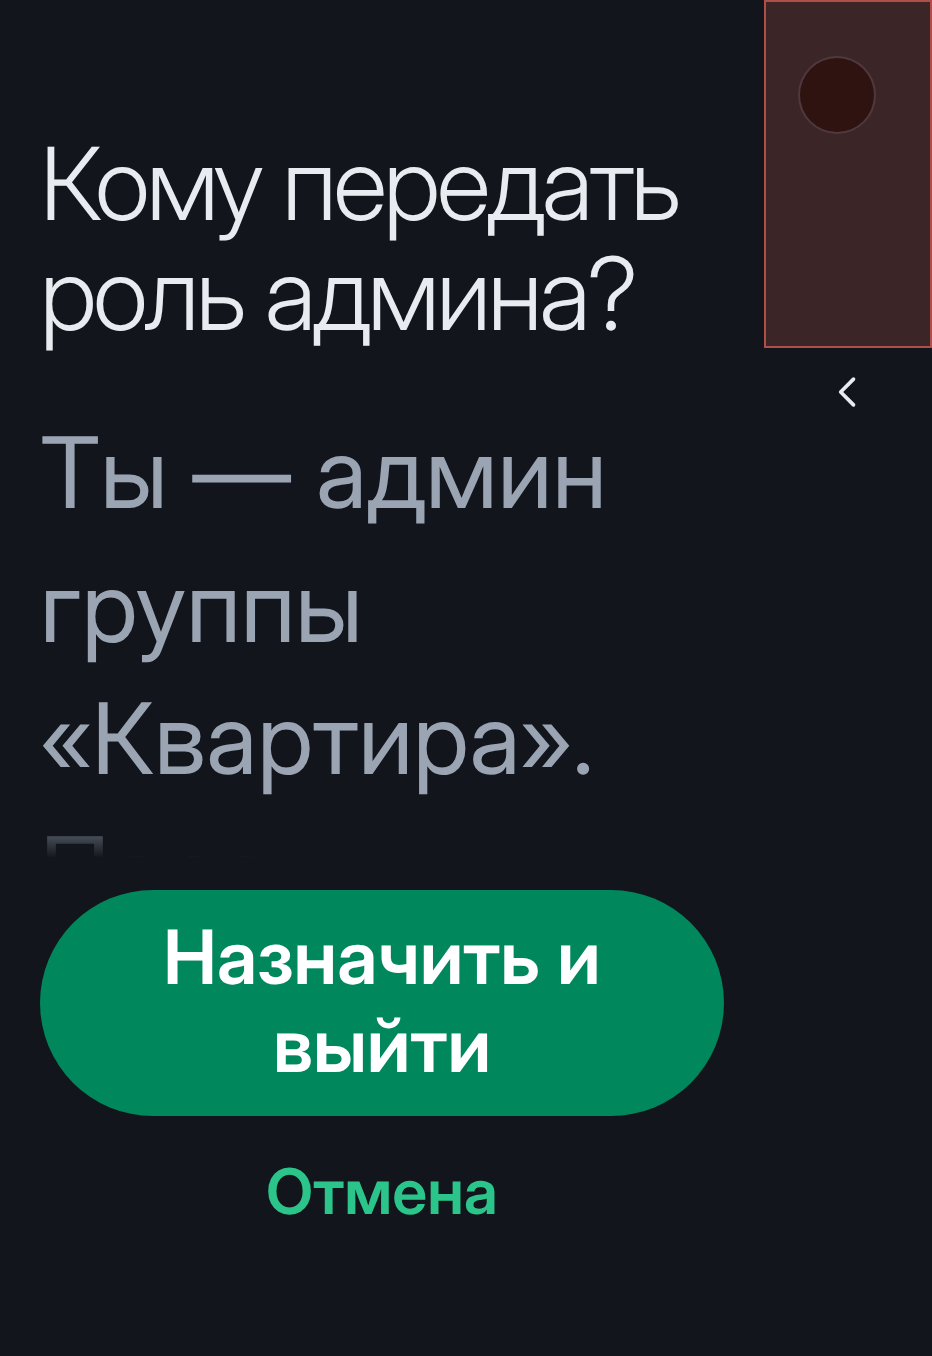 Кому передать
роль админа?
Ты — админ
группы
«Квартира».
Назначить и
выйти
Отмена